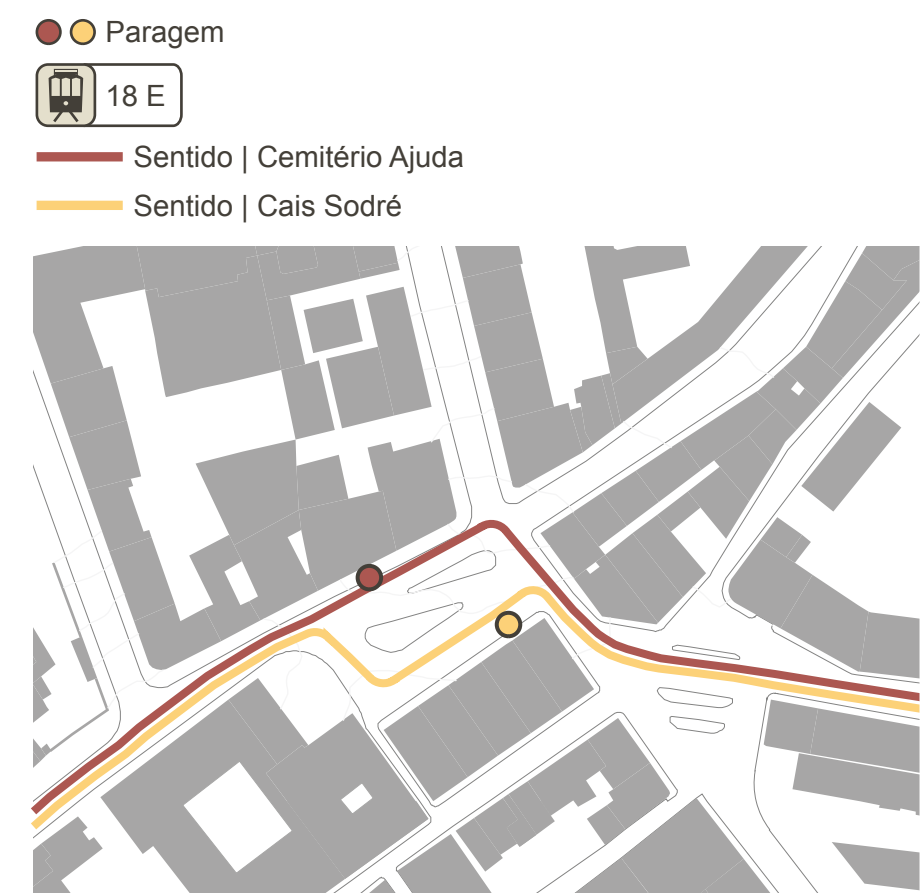 Paragem
18 E
Sentido | Cemitério Ajuda
Sentido | Cais Sodré